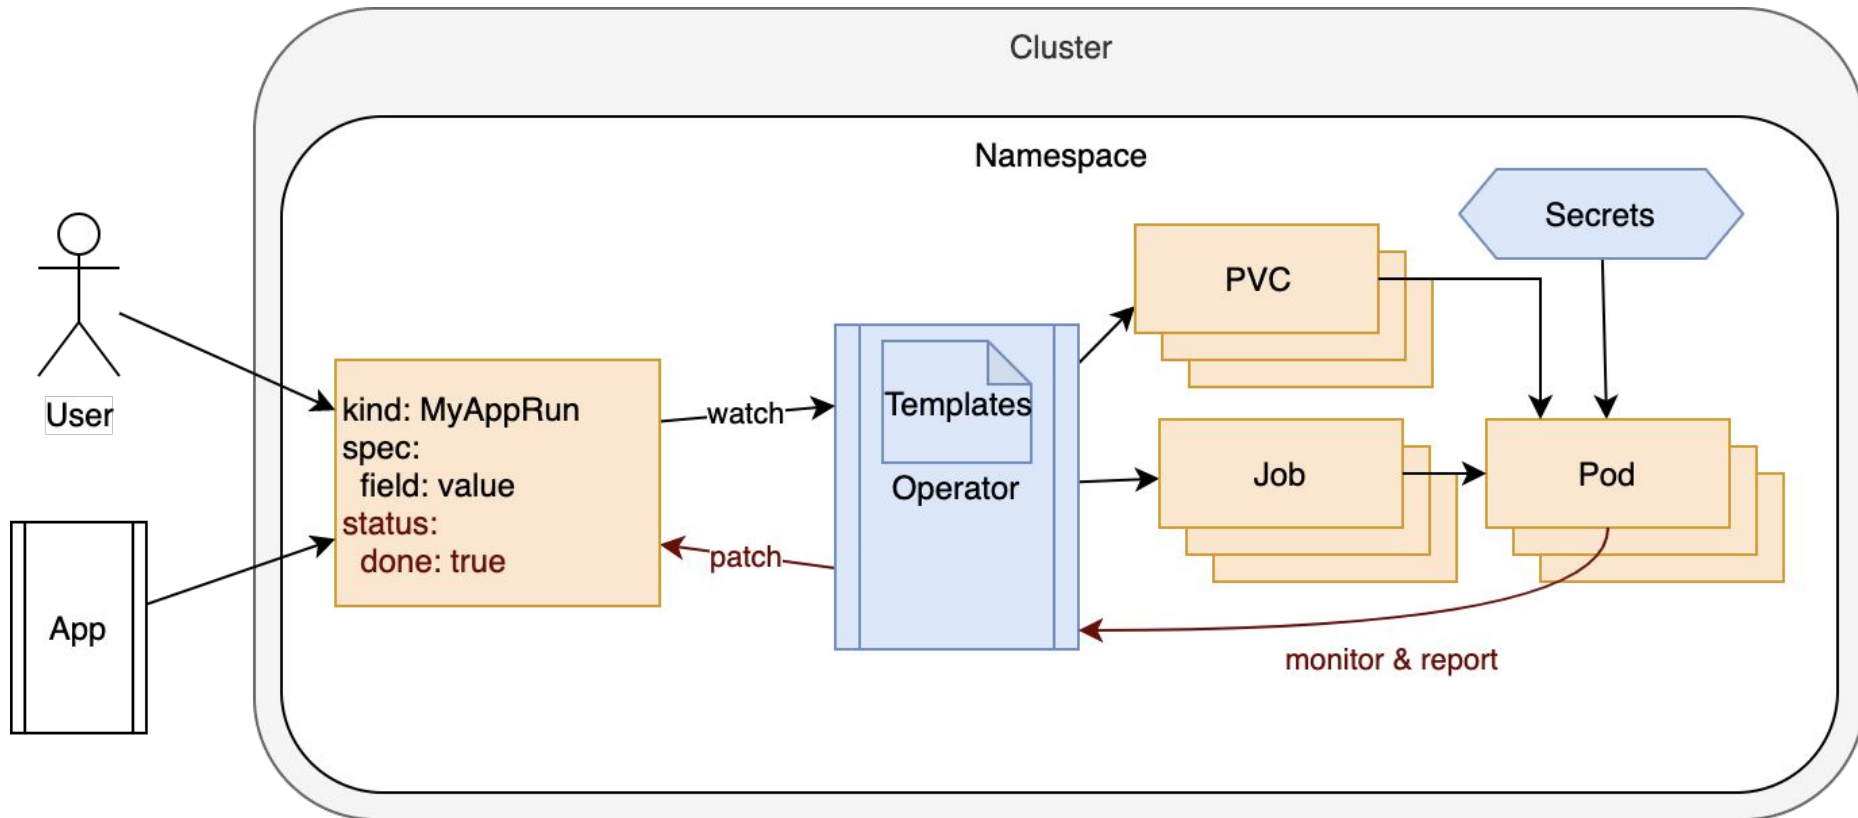 Cluster
Namespace
Secrets
PVC
User
kind: MyAppRun
spec:
field: value
status:
done: true
watch
patch
Templates
Operator
Job
Pod
App
monitor & report